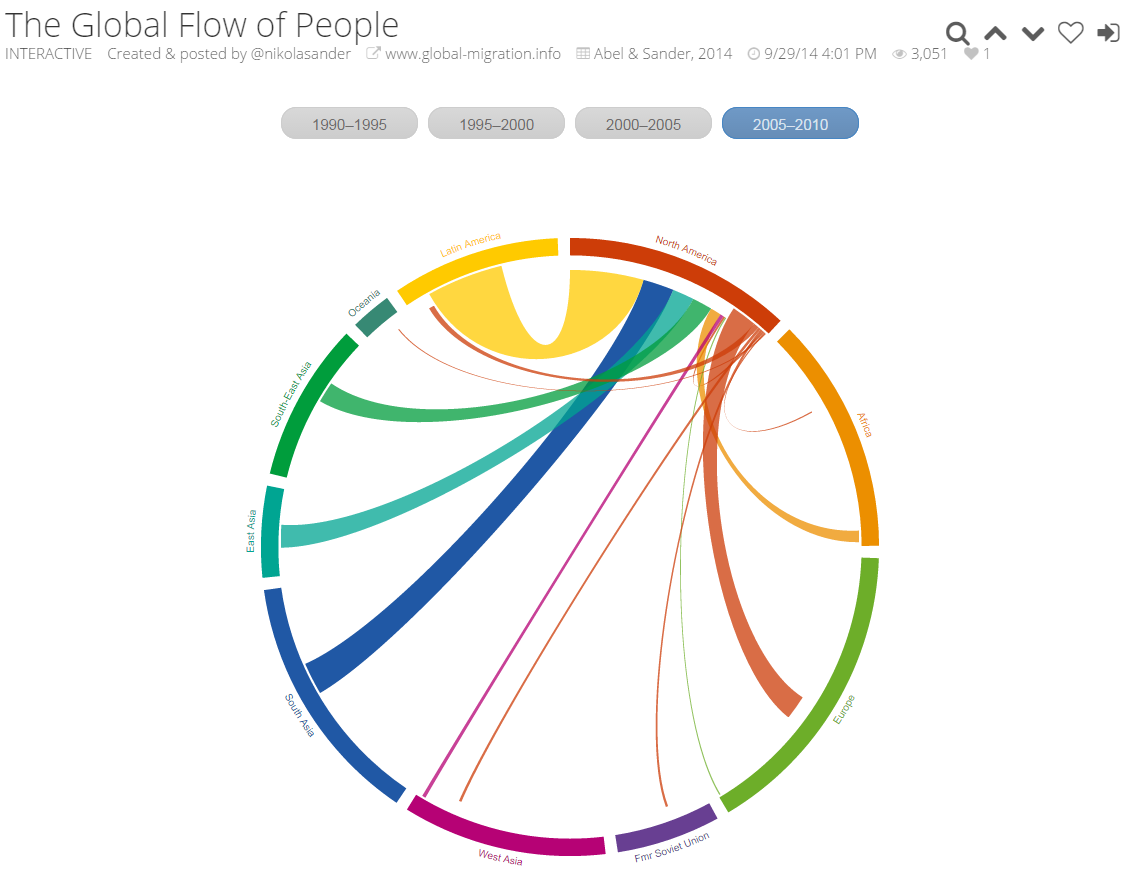 The Global Flow of People
INTERACTIVE Created & posted by @nikolasander www.global-migration.info Abel & Sander, 2014 9/29/14 4:01 PM 3,051 1
1990–1995 1995–2000 2000–2005 2005–2010
Latin America
North America
Oceania
South-East Asia
Africa
East Asia
South Asia
Europe
West Asia
Fmr Soviet Union